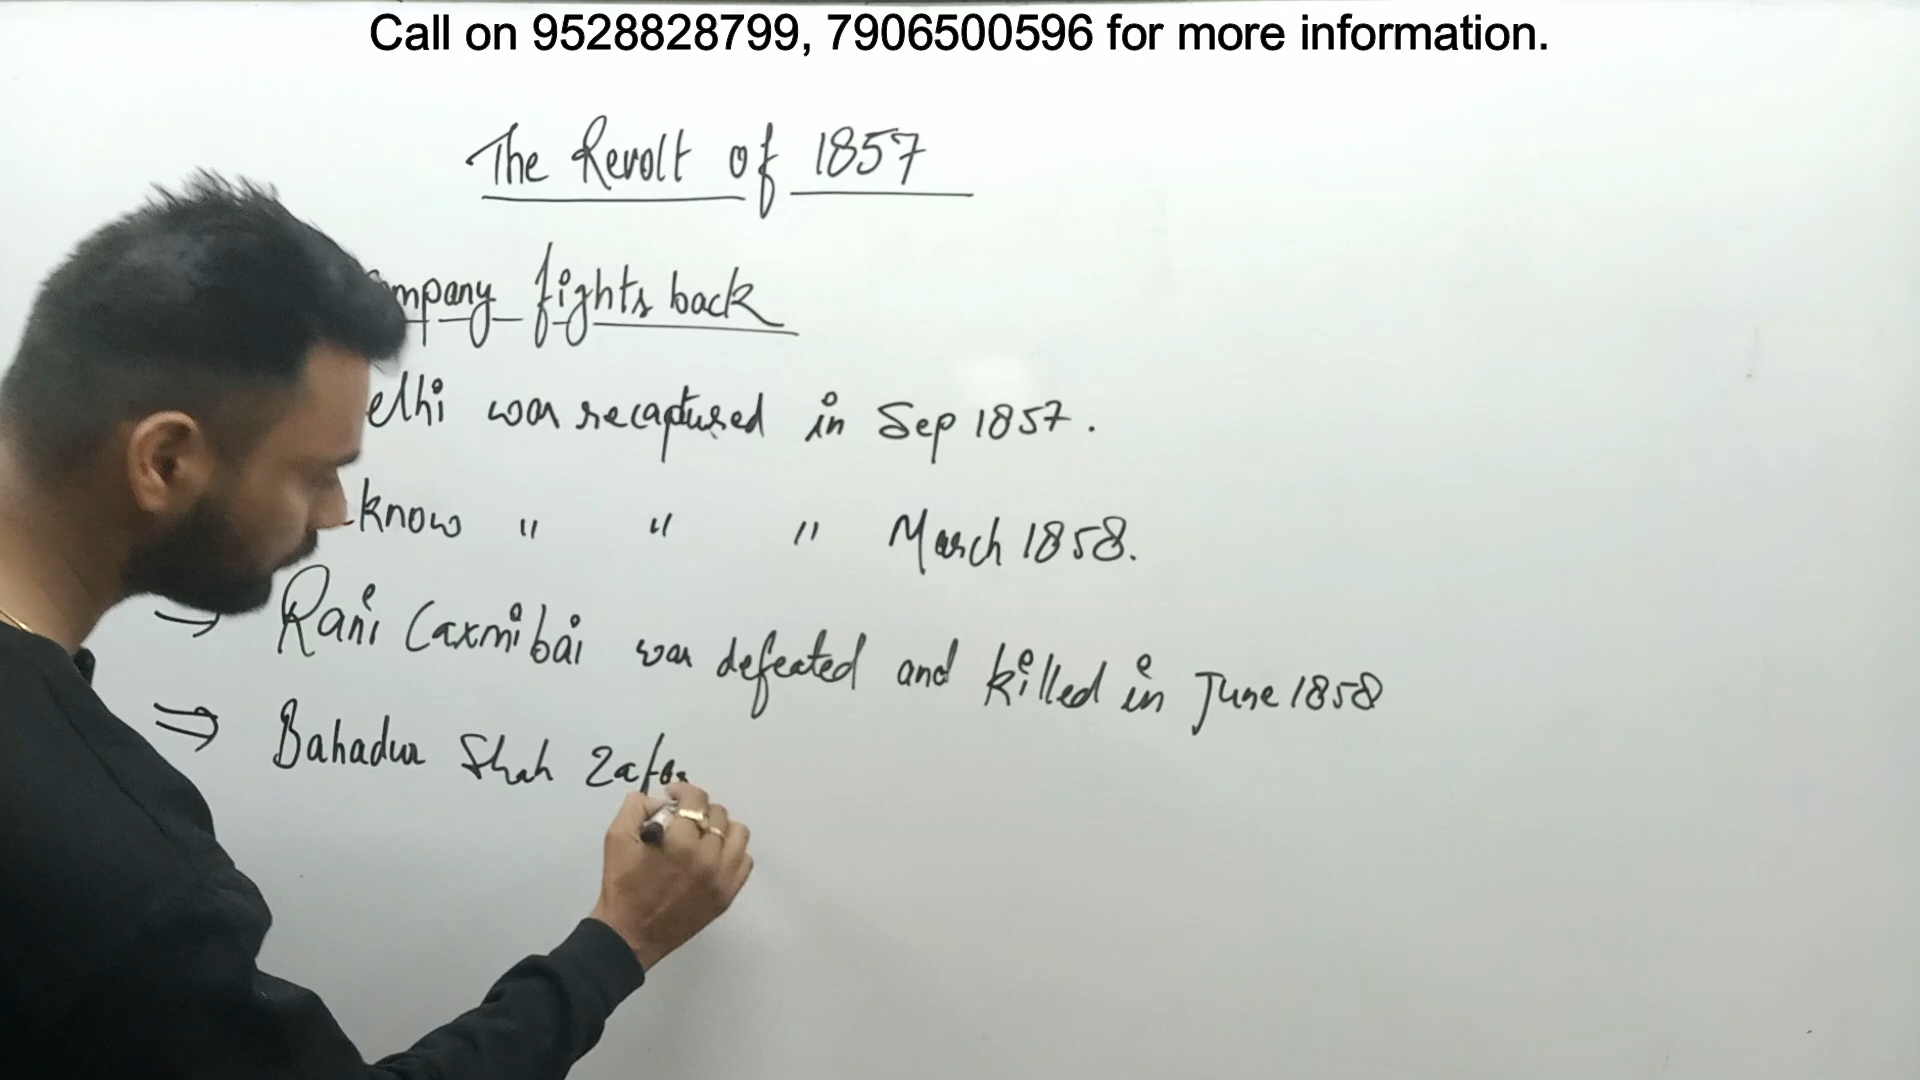 Call on 9528828799, 7906500596 for more information.
The Revolt of 1857
mpany fights back
elhi was recaptured in Sep 1857.
know " " " March 1858.
→ Rani Laxmibai was defeated and killed in June 1858
⇒ Bahadur Shah Zafar